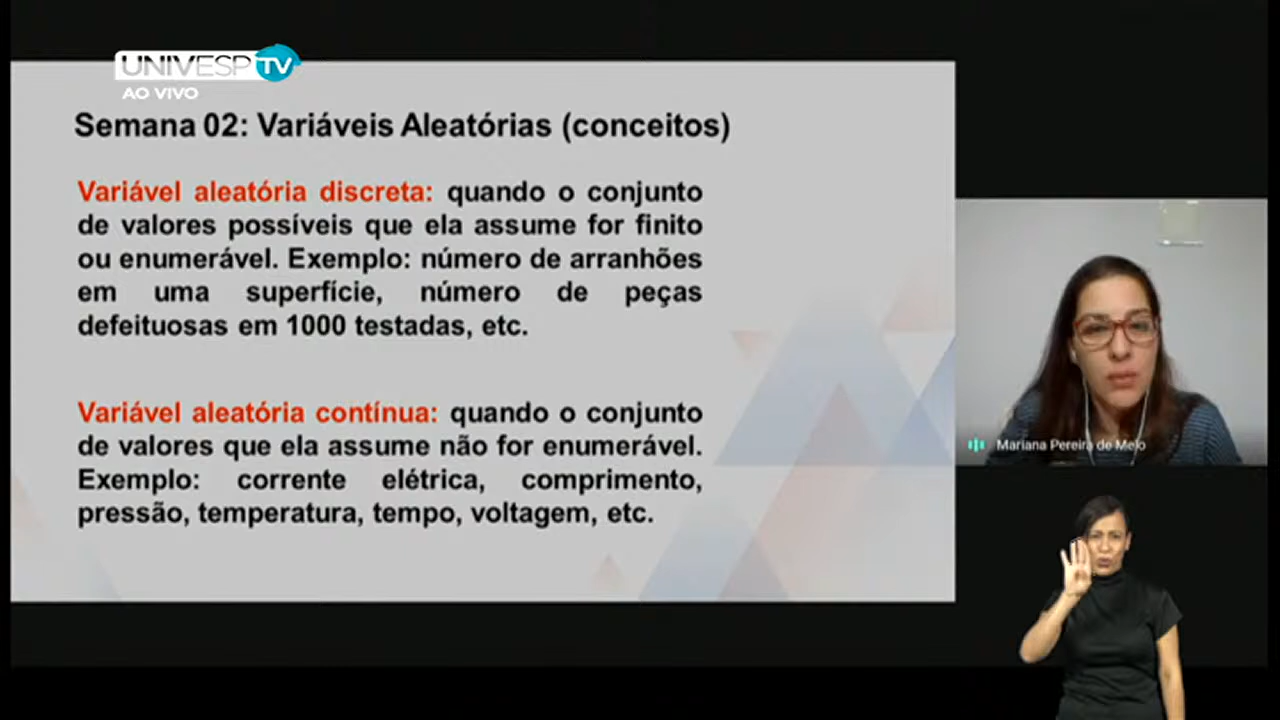 UNIVESP TV
AO VIVO
Semana 02: Variáveis Aleatórias (conceitos)
Variável aleatória discreta: quando o conjunto
de valores possíveis que ela assume for finito
ou enumerável. Exemplo: número de arranhões
em uma superfície, número de peças
defeituosas em 1000 testadas, etc.
Variável aleatória contínua: quando o conjunto
de valores que ela assume não for enumerável.
Exemplo: corrente elétrica, comprimento,
pressão, temperatura, tempo, voltagem, etc.
Mariana Pereira de Melo